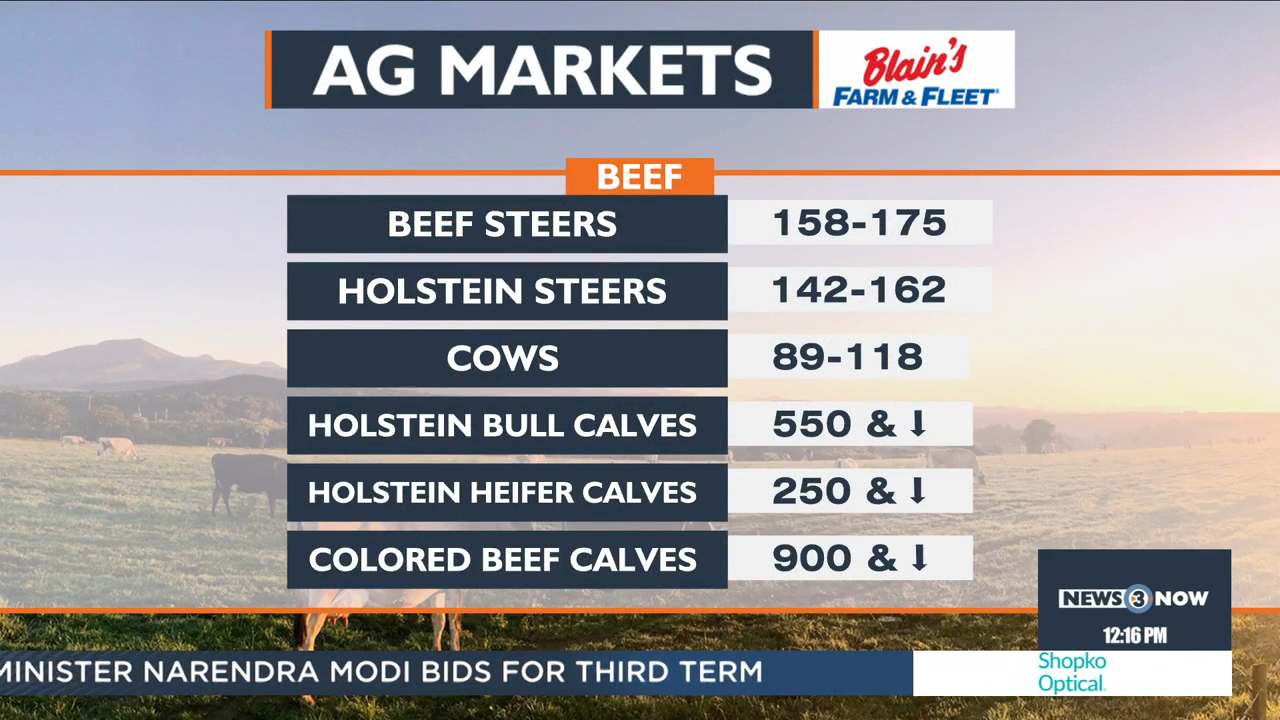 AG MARKETS
Blain's
FARM & FLEET
BEEF
BEEF STEERS 158-175
HOLSTEIN STEERS 142-162
COWS 89-118
HOLSTEIN BULL CALVES 550 & ⬇
HOLSTEIN HEIFER CALVES 250 & ⬇
COLORED BEEF CALVES 900 & ⬇
NEWS 3 NOW
12:16 PM
MINISTER NARENDRA MODI BIDS FOR THIRD TERM
Shopko
Optical.